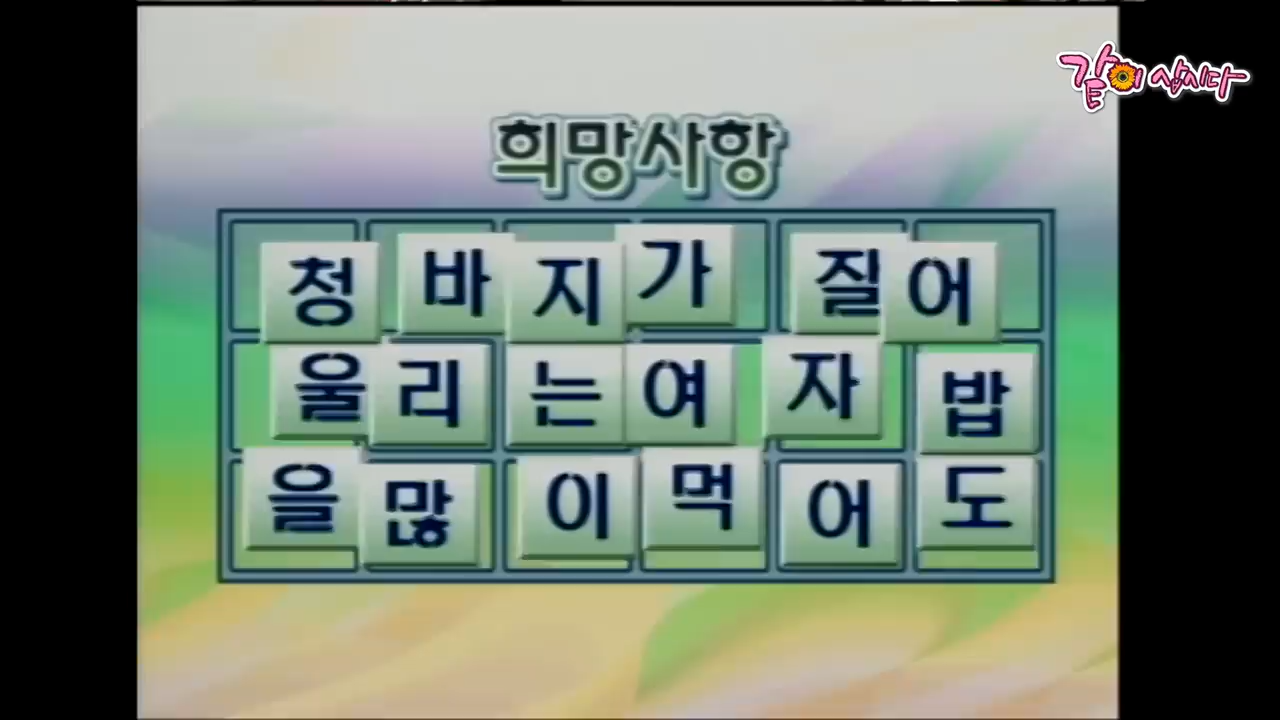 같이 삽시다
희망사항
청바지가 질어
울리는여자밥
을많이먹어도